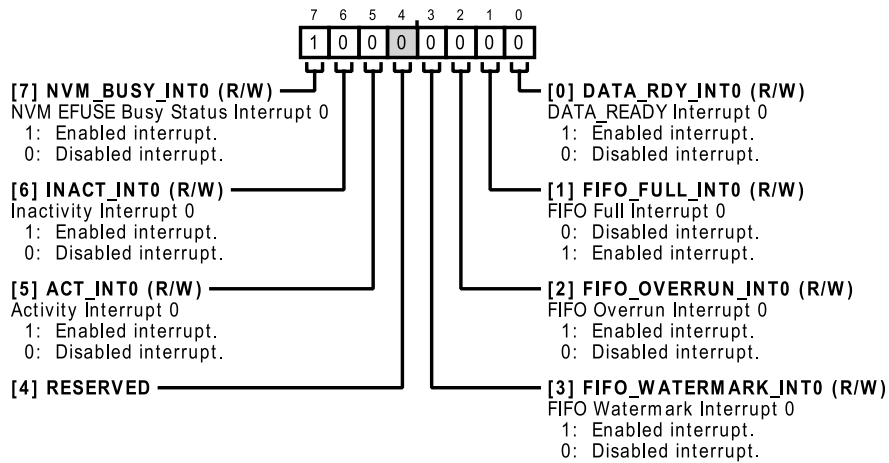 7 6 5 4 3 2 1 0
1 0 0 0 0 0 0 0
[7] NVM_BUSY_INT0 (R/W)
NVM EFUSE Busy Status Interrupt 0
1: Enabled interrupt.
0: Disabled interrupt.
[6] INACT_INT0 (R/W)
Inactivity Interrupt 0
1: Enabled interrupt.
0: Disabled interrupt.
[5] ACT_INT0 (R/W)
Activity Interrupt 0
1: Enabled interrupt.
0: Disabled interrupt.
[4] RESERVED
[0] DATA_RDY_INT0 (R/W)
DATA_READY Interrupt 0
1: Enabled interrupt.
0: Disabled interrupt.
[1] FIFO_FULL_INT0 (R/W)
FIFO Full Interrupt 0
0: Disabled interrupt.
1: Enabled interrupt.
[2] FIFO_OVERRUN_INT0 (R/W)
FIFO Overrun Interrupt 0
1: Enabled interrupt.
0: Disabled interrupt.
[3] FIFO_WATERMARK_INT0 (R/W)
FIFO Watermark Interrupt 0
1: Enabled interrupt.
0: Disabled interrupt.